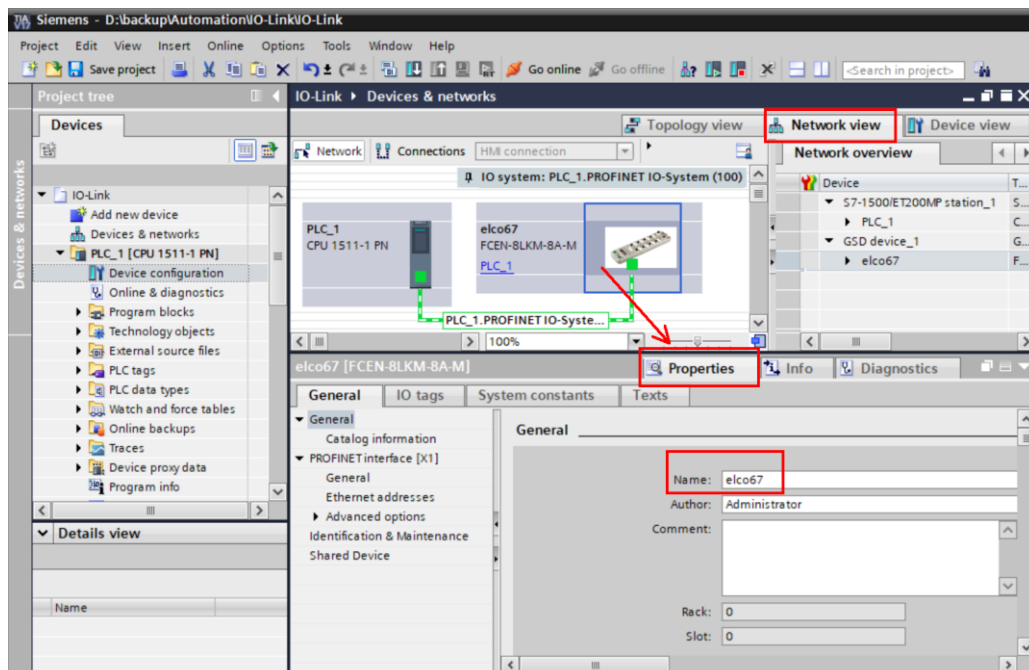 Siemens - D:\backup\Automation\IO-Link\IO-Link
Project Edit View Insert Online Options Tools Window Help
Save project Go online Go offline <Search in project>
Project tree
IO-Link Devices & networks
Devices
Topology view Network view Device view
Network Connections HMI connection
Network overview
IO system: PLC_1.PROFINET IO-System (100)
Device T...
S7-1500/ET200MP station_1 S...
PLC_1 C...
GSD device_1 G...
elco67 F...
PLC_1
CPU 1511-1 PN
elco67
FCEN-8LKM-8A-M
PLC_1
PLC_1.PROFINET IO-Syste...
100%
Devices & networks
IO-Link
Add new device
Devices & networks
PLC_1 [CPU 1511-1 PN]
Device configuration
Online & diagnostics
Program blocks
Technology objects
External source files
PLC tags
PLC data types
Watch and force tables
Online backups
Traces
Device proxy data
Program info
Details view
Name
elco67 [FCEN-8LKM-8A-M]
Properties Info Diagnostics
General IO tags System constants Texts
General
Catalog information
PROFINET interface [X1]
General
Ethernet addresses
Advanced options
Identification & Maintenance
Shared Device
General
Name: elco67
Author: Administrator
Comment:
Rack: 0
Slot: 0